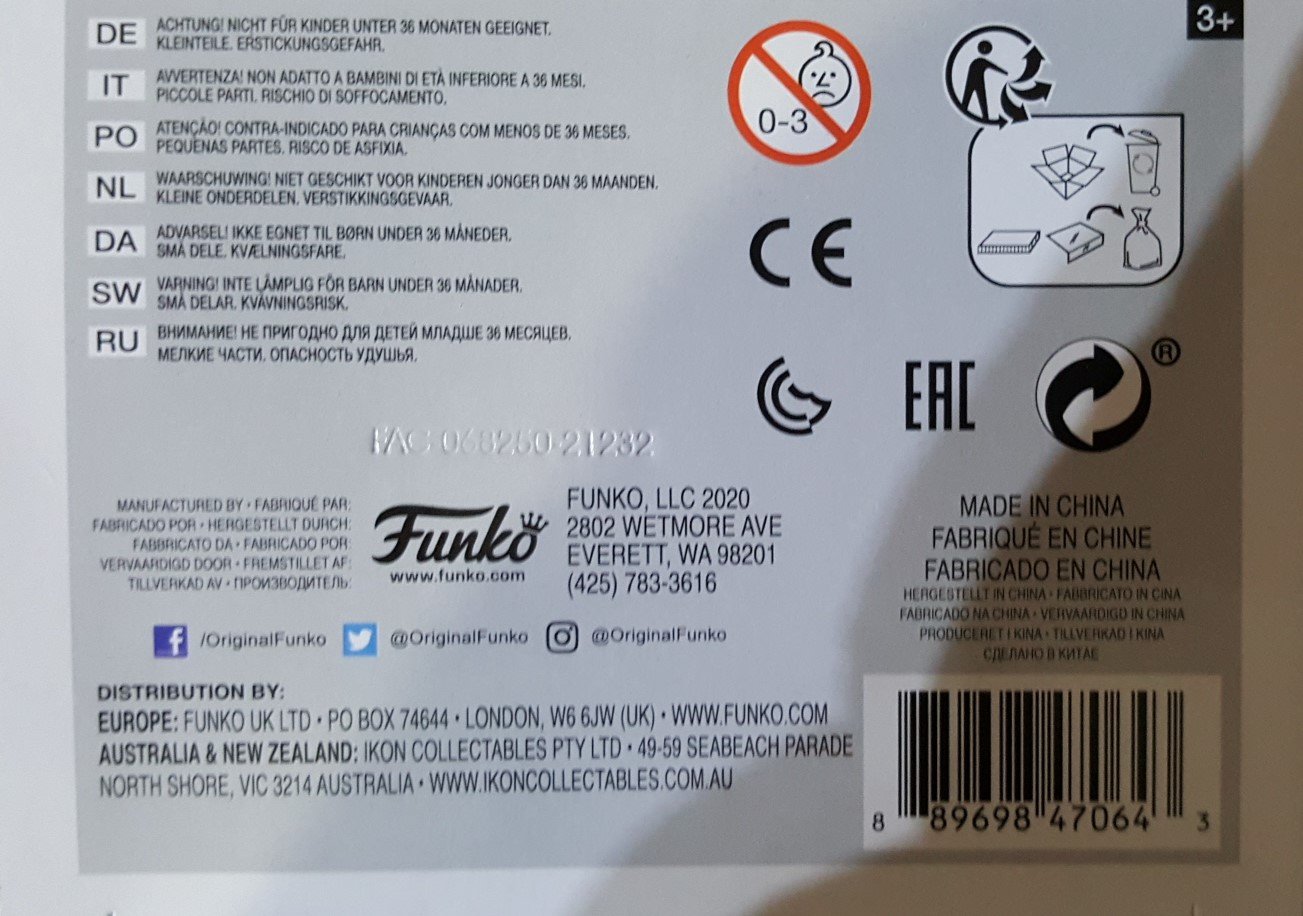 3+
DE ACHTUNG! NICHT FÜR KINDER UNTER 36 MONATEN GEEIGNET.
KLEINTEILE. ERSTICKUNGSGEFAHR.
IT AVVERTENZA! NON ADATTO A BAMBINI DI ETÀ INFERIORE A 36 MESI.
PICCOLE PARTI. RISCHIO DI SOFFOCAMENTO.
PO ATENÇÃO! CONTRA-INDICADO PARA CRIANÇAS COM MENOS DE 36 MESES.
PEQUENAS PARTES. RISCO DE ASFIXIA.
NL WAARSCHUWING! NIET GESCHIKT VOOR KINDEREN JONGER DAN 36 MAANDEN.
KLEINE ONDERDELEN. VERSTIKKINGSGEVAAR.
DA ADVARSEL! IKKE EGNET TIL BØRN UNDER 36 MÅNEDER.
SMÅ DELE. KVÆLNINGSFARE.
SW VARNING! INTE LÄMPLIG FÖR BARN UNDER 36 MÅNADER.
SMÅ DELAR. KVÄVNINGSRISK.
RU ВНИМАНИЕ! НЕ ПРИГОДНО ДЛЯ ДЕТЕЙ МЛАДШЕ 36 МЕСЯЦЕВ.
МЕЛКИЕ ЧАСТИ. ОПАСНОСТЬ УДУШЬЯ.
0-3
CE
EAC
®
FAC-068250-21232
MANUFACTURED BY • FABRIQUÉ PAR:
FABRICADO POR • HERGESTELLT DURCH:
FABBRICATO DA • FABRICADO POR:
VERVAARDIGD DOOR • FREMSTILLET AF:
TILLVERKAD AV • ПРОИЗВОДИТЕЛЬ:
Funko
www.funko.com
FUNKO, LLC 2020
2802 WETMORE AVE
EVERETT, WA 98201
(425) 783-3616
MADE IN CHINA
FABRIQUÉ EN CHINE
FABRICADO EN CHINA
HERGESTELLT IN CHINA • FABBRICATO IN CINA
FABRICADO NA CHINA • VERVAARDIGD IN CHINA
PRODUCERET I KINA • TILLVERKAD I KINA
СДЕЛАНО В КИТАЕ
f /OriginalFunko @OriginalFunko @OriginalFunko
DISTRIBUTION BY:
EUROPE: FUNKO UK LTD • PO BOX 74644 • LONDON, W6 6JW (UK) • WWW.FUNKO.COM
AUSTRALIA & NEW ZEALAND: IKON COLLECTABLES PTY LTD • 49-59 SEABEACH PARADE
NORTH SHORE, VIC 3214 AUSTRALIA • WWW.IKONCOLLECTABLES.COM.AU
8 89698 47064 3